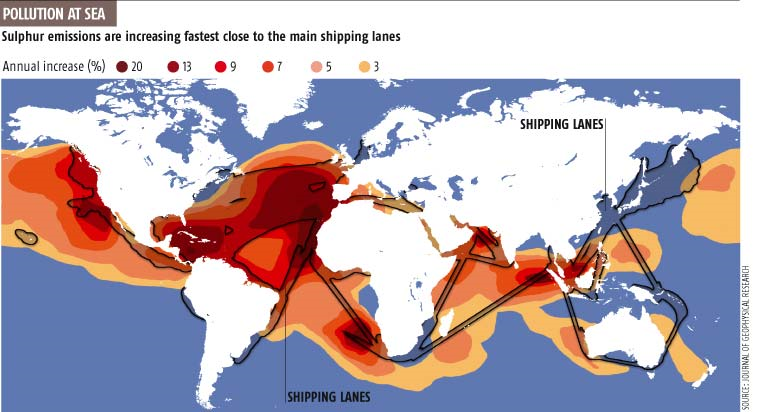 POLLUTION AT SEA
Sulphur emissions are increasing fastest close to the main shipping lanes
Annual increase (%) 20 13 9 7 5 3
SHIPPING LANES
SHIPPING LANES
SOURCE: JOURNAL OF GEOPHYSICAL RESEARCH